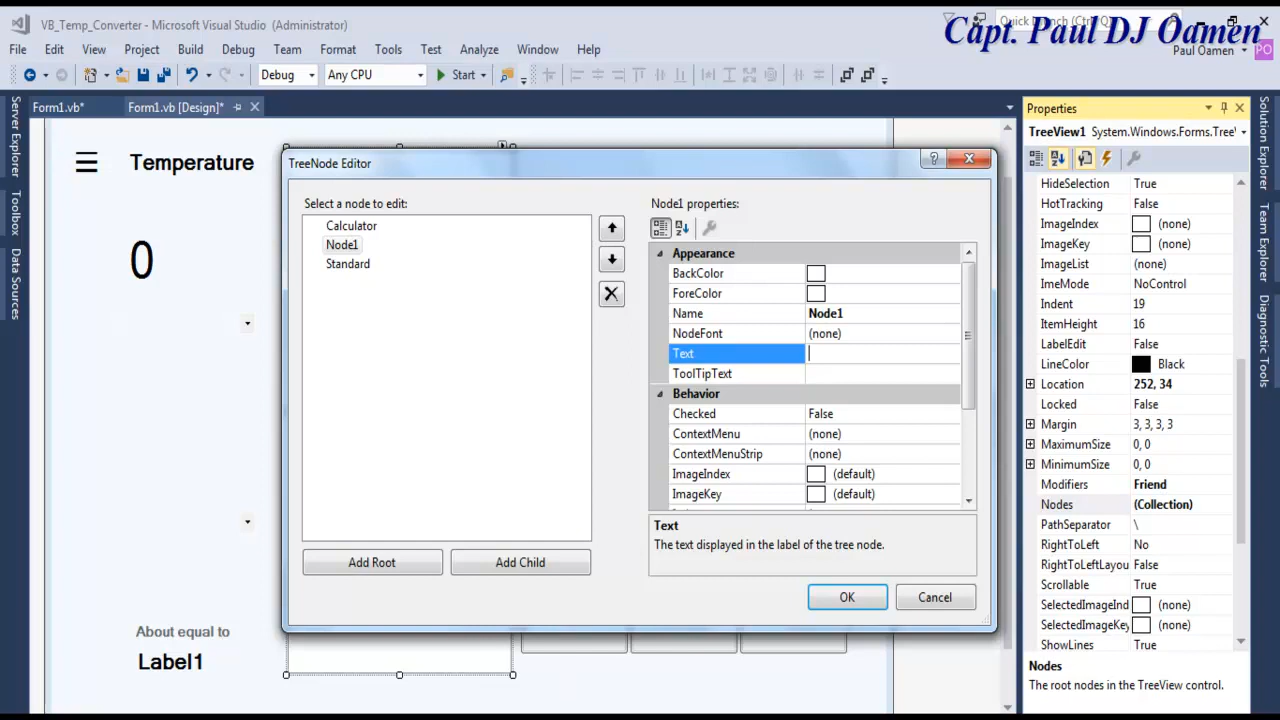 VB_Temp_Converter - Microsoft Visual Studio (Administrator)
Capt. Paul DJ Oamen
File Edit View Project Build Debug Team Format Tools Test Analyze Window Help
Paul Oamen
PO
Debug
Any CPU
Start
Server Explorer
Toolbox
Data Sources
Form1.vb*
Form1.vb [Design]*
Temperature
0
About equal to
Label1
TreeNode Editor
Select a node to edit:
Calculator
Node1
Standard
Add Root
Add Child
Node1 properties:
Appearance
BackColor
ForeColor
Name Node1
NodeFont (none)
Text
ToolTipText
Behavior
Checked False
ContextMenu (none)
ContextMenuStrip (none)
ImageIndex (default)
ImageKey (default)
Text
The text displayed in the label of the tree node.
OK
Cancel
Properties
TreeView1 System.Windows.Forms.Tree
HideSelection True
HotTracking False
ImageIndex (none)
ImageKey (none)
ImageList (none)
ImeMode NoControl
Indent 19
ItemHeight 16
LabelEdit False
LineColor Black
Location 252, 34
Locked False
Margin 3, 3, 3, 3
MaximumSize 0, 0
MinimumSize 0, 0
Modifiers Friend
Nodes (Collection)
PathSeparator \
RightToLeft No
RightToLeftLayou False
Scrollable True
SelectedImageInd (none)
SelectedImageKey (none)
ShowLines True
Nodes
The root nodes in the TreeView control.
Solution Explorer
Team Explorer
Diagnostic Tools